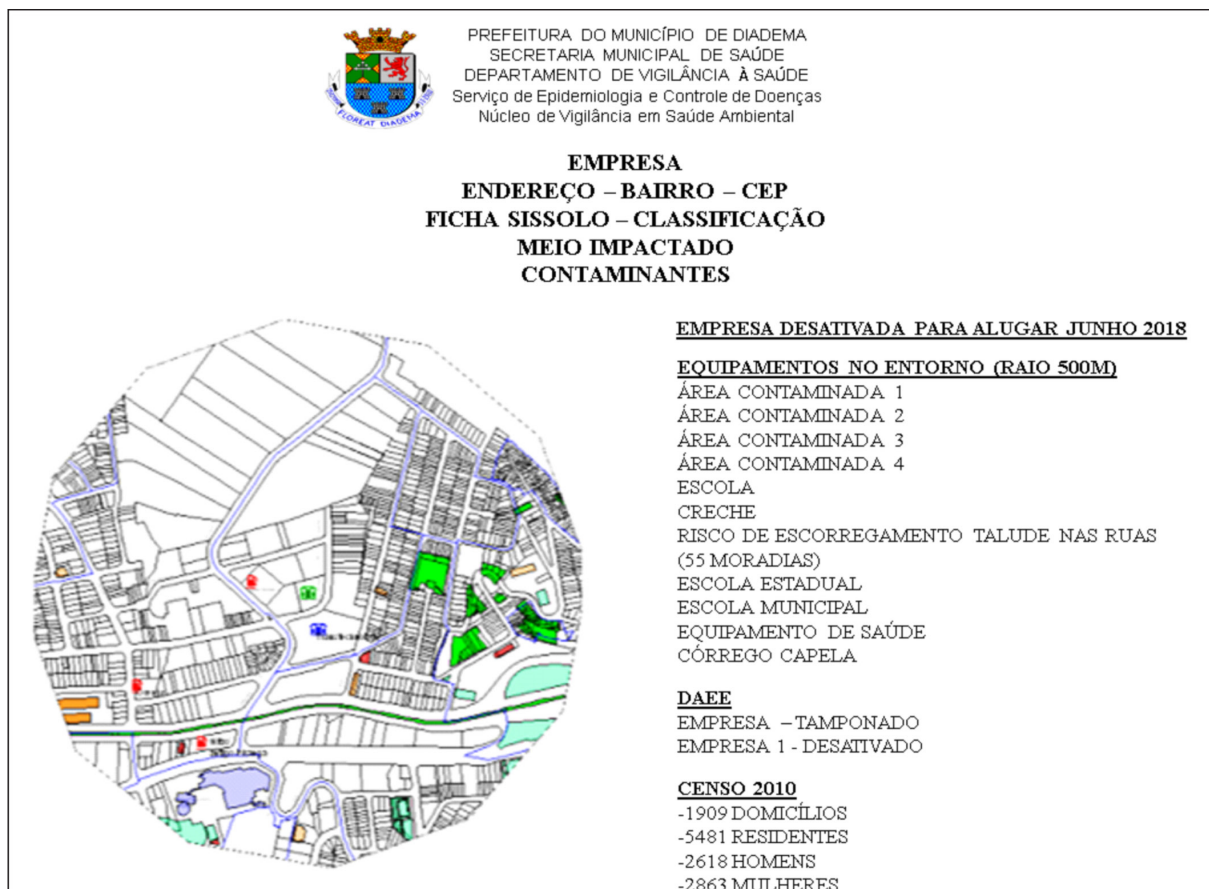 PREFEITURA DO MUNICÍPIO DE DIADEMA
SECRETARIA MUNICIPAL DE SAÚDE
DEPARTAMENTO DE VIGILÂNCIA À SAÚDE
Serviço de Epidemiologia e Controle de Doenças
Núcleo de Vigilância em Saúde Ambiental
FLOREAT DIADEMA
EMPRESA
ENDEREÇO – BAIRRO – CEP
FICHA SISSOLO – CLASSIFICAÇÃO
MEIO IMPACTADO
CONTAMINANTES
EMPRESA DESATIVADA PARA ALUGAR JUNHO 2018
EQUIPAMENTOS NO ENTORNO (RAIO 500M)
ÁREA CONTAMINADA 1
ÁREA CONTAMINADA 2
ÁREA CONTAMINADA 3
ÁREA CONTAMINADA 4
ESCOLA
CRECHE
RISCO DE ESCORREGAMENTO TALUDE NAS RUAS
(55 MORADIAS)
ESCOLA ESTADUAL
ESCOLA MUNICIPAL
EQUIPAMENTO DE SAÚDE
CÓRREGO CAPELA
DAEE
EMPRESA – TAMPONADO
EMPRESA 1 - DESATIVADO
CENSO 2010
-1909 DOMICÍLIOS
-5481 RESIDENTES
-2618 HOMENS
-2863 MULHERES